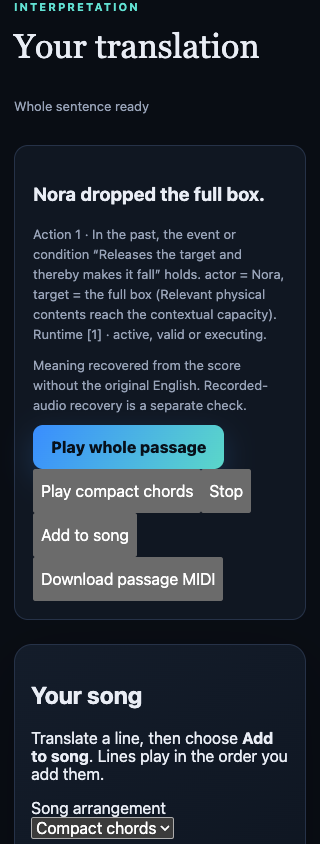 INTERPRETATION
Your translation
Whole sentence ready
Nora dropped the full box.
Action 1 · In the past, the event or
condition “Releases the target and
thereby makes it fall” holds. actor = Nora,
target = the full box (Relevant physical
contents reach the contextual capacity).
Runtime [1] · active, valid or executing.
Meaning recovered from the score
without the original English. Recorded-
audio recovery is a separate check.
Play whole passage
Play compact chords Stop
Add to song
Download passage MIDI
Your song
Translate a line, then choose Add
to song. Lines play in the order you
add them.
Song arrangement
Compact chords